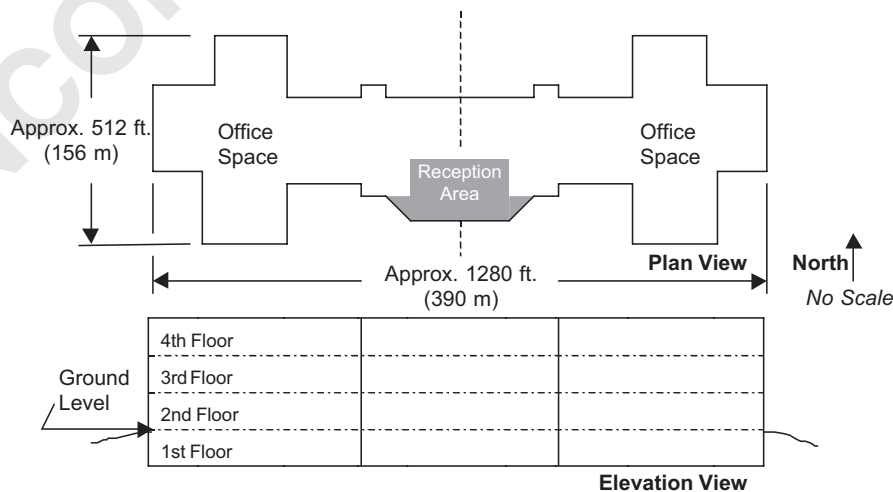 Approx. 512 ft.
(156 m)
Office
Space
Office
Space
Reception
Area
Plan View
North
No Scale
Approx. 1280 ft.
(390 m)
4th Floor
3rd Floor
2nd Floor
1st Floor
Ground
Level
Elevation View